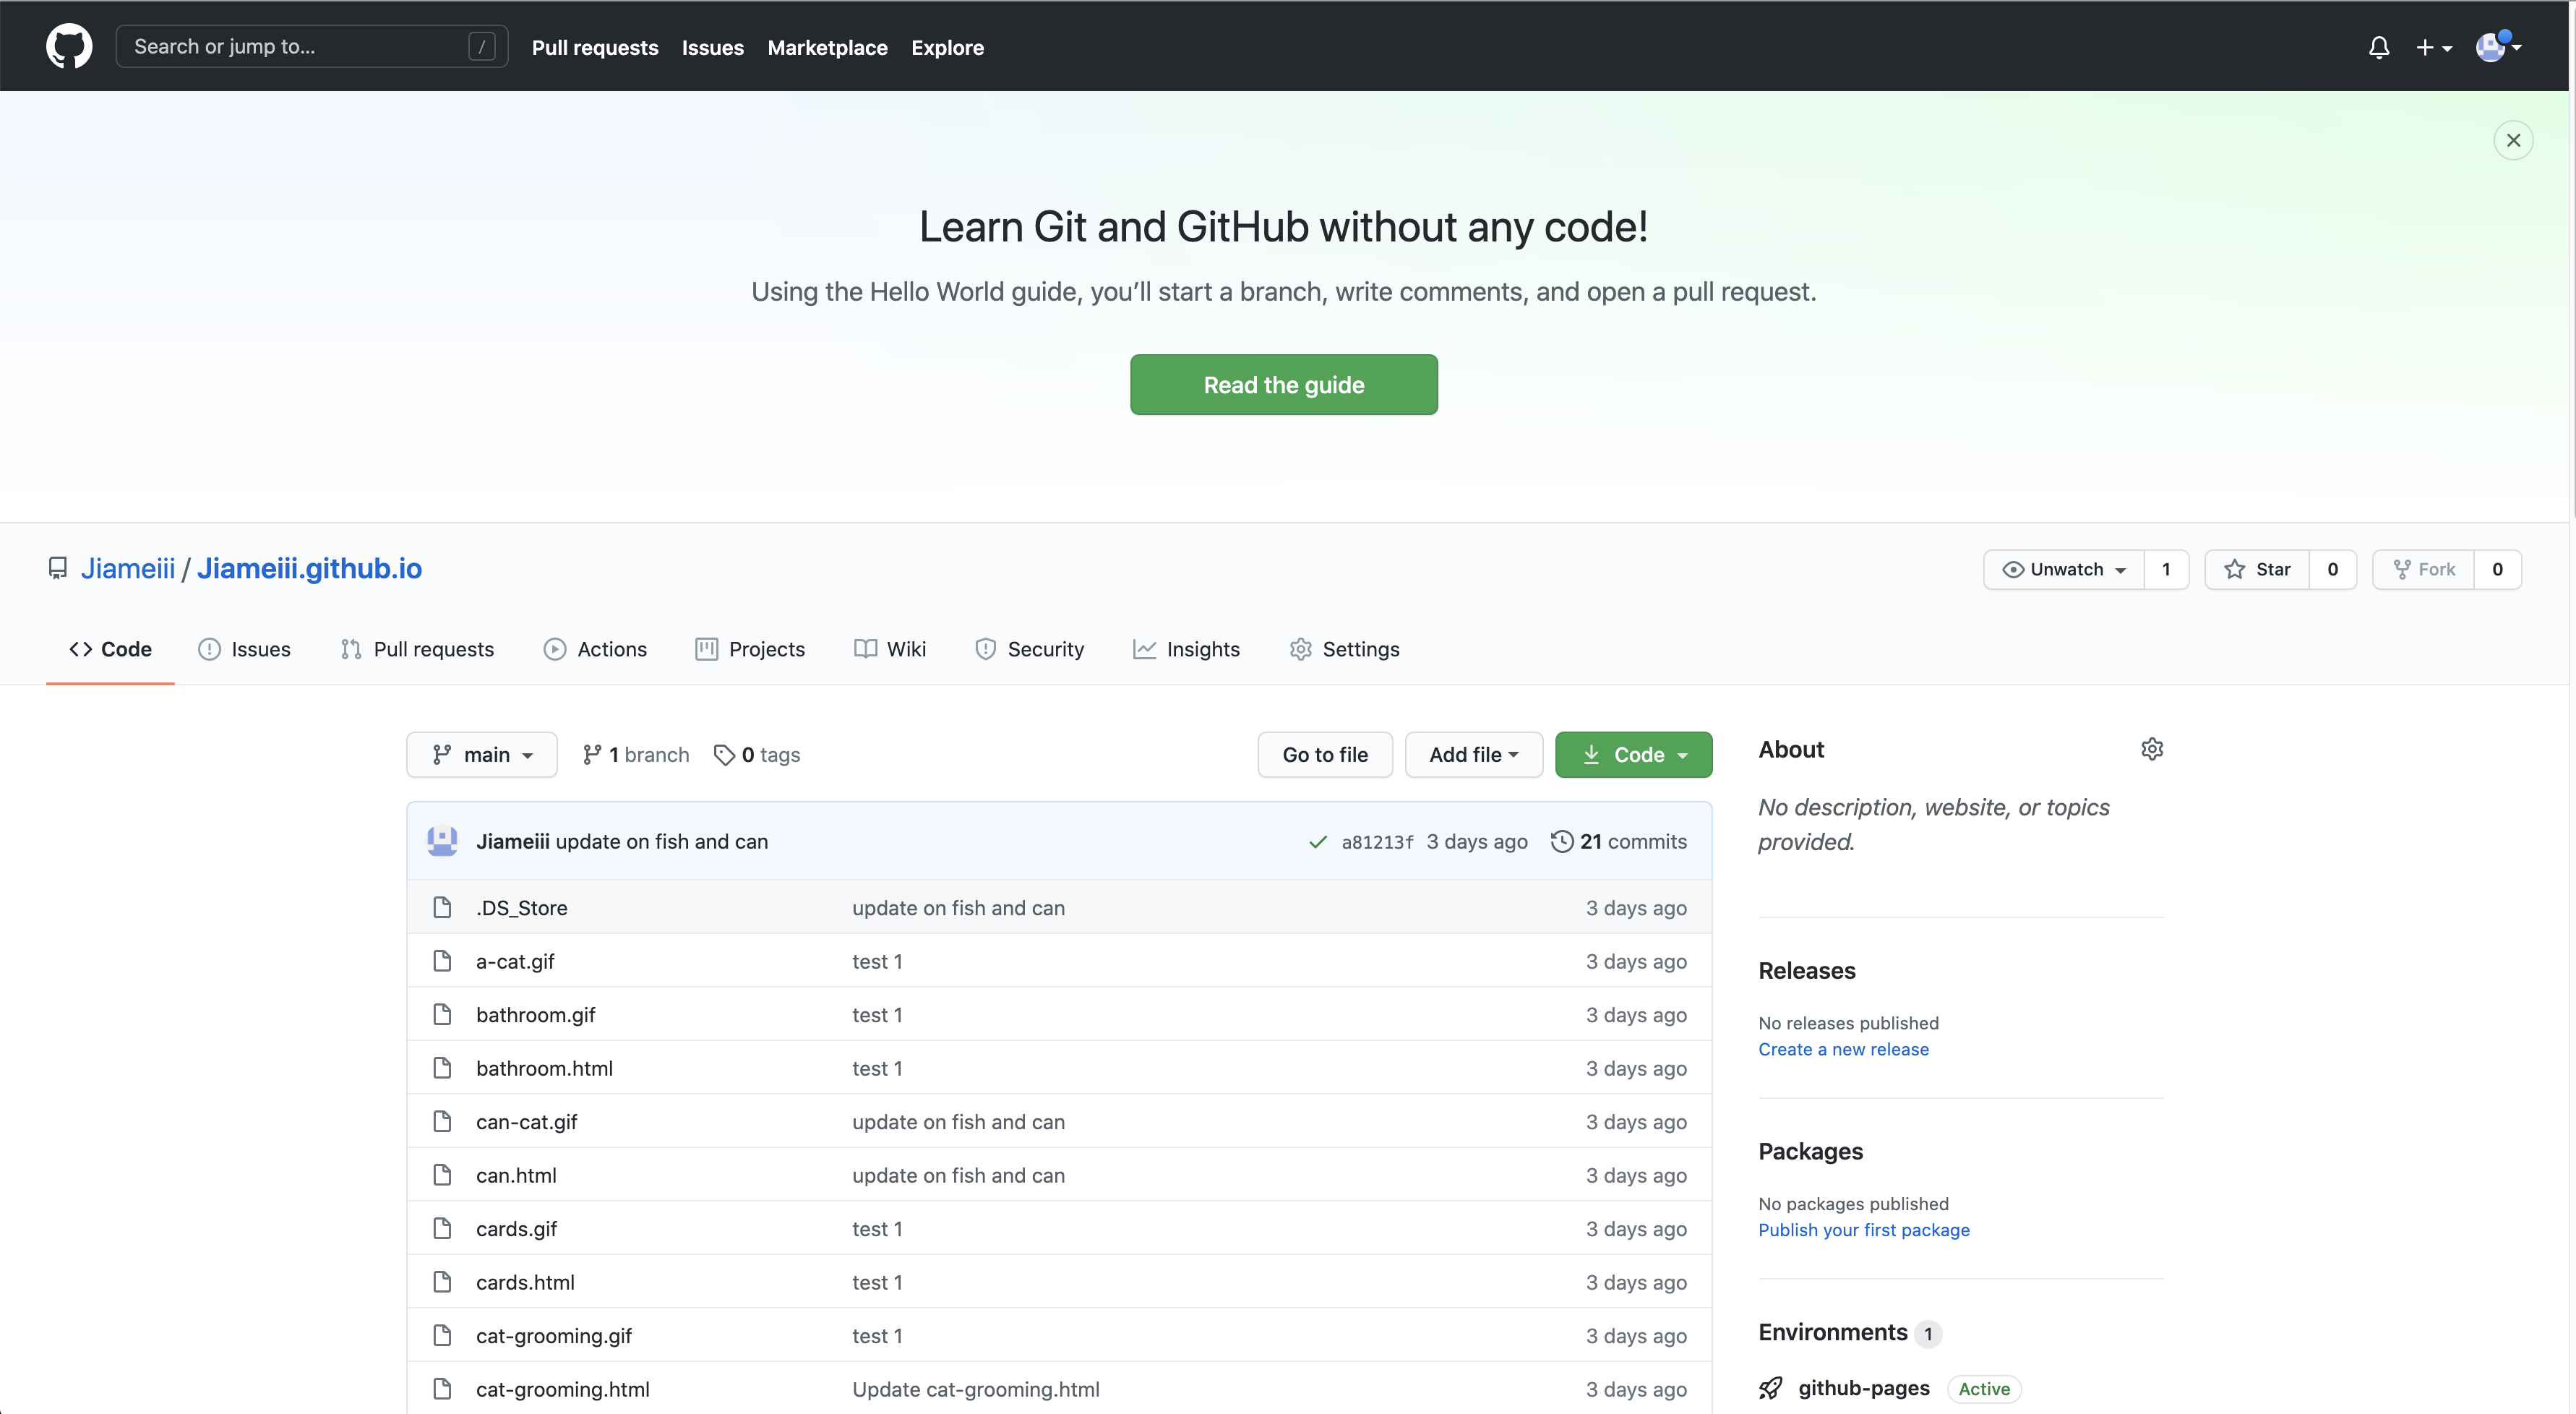 Search or jump to... /
Pull requests Issues Marketplace Explore
Learn Git and GitHub without any code!
Using the Hello World guide, you’ll start a branch, write comments, and open a pull request.
Read the guide
Jiameiii / Jiameiii.github.io
Unwatch 1 Star 0 Fork 0
Code Issues Pull requests Actions Projects Wiki Security Insights Settings
main 1 branch 0 tags Go to file Add file Code
Jiameiii update on fish and can a81213f 3 days ago 21 commits
.DS_Store update on fish and can 3 days ago
a-cat.gif test 1 3 days ago
bathroom.gif test 1 3 days ago
bathroom.html test 1 3 days ago
can-cat.gif update on fish and can 3 days ago
can.html update on fish and can 3 days ago
cards.gif test 1 3 days ago
cards.html test 1 3 days ago
cat-grooming.gif test 1 3 days ago
cat-grooming.html Update cat-grooming.html 3 days ago
About
No description, website, or topics
provided.
Releases
No releases published
Create a new release
Packages
No packages published
Publish your first package
Environments 1
github-pages Active